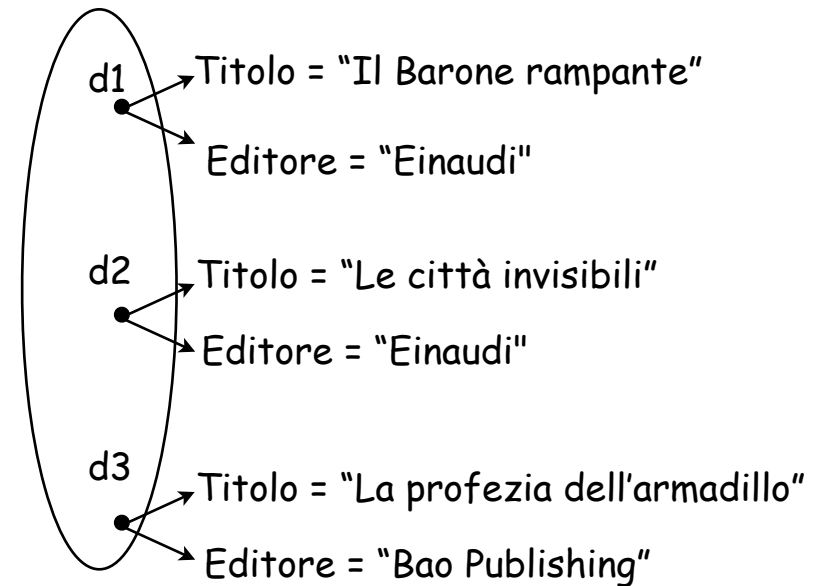 d1
Titolo = “Il Barone rampante”
Editore = “Einaudi"
d2
Titolo = “Le città invisibili”
Editore = “Einaudi"
d3
Titolo = “La profezia dell’armadillo”
Editore = “Bao Publishing”